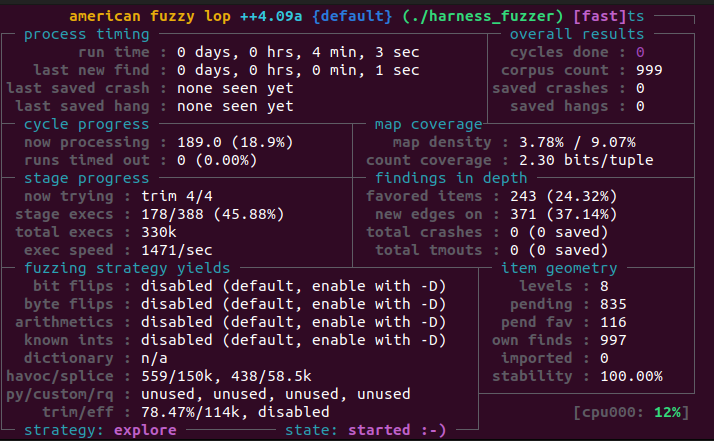 american fuzzy lop ++4.09a {default} (./harness_fuzzer) [fast]ts
process timing overall results
run time : 0 days, 0 hrs, 4 min, 3 sec cycles done : 0
last new find : 0 days, 0 hrs, 0 min, 1 sec corpus count : 999
last saved crash : none seen yet saved crashes : 0
last saved hang : none seen yet saved hangs : 0
cycle progress map coverage
now processing : 189.0 (18.9%) map density : 3.78% / 9.07%
runs timed out : 0 (0.00%) count coverage : 2.30 bits/tuple
stage progress findings in depth
now trying : trim 4/4 favored items : 243 (24.32%)
stage execs : 178/388 (45.88%) new edges on : 371 (37.14%)
total execs : 330k total crashes : 0 (0 saved)
exec speed : 1471/sec total tmouts : 0 (0 saved)
fuzzing strategy yields item geometry
bit flips : disabled (default, enable with -D) levels : 8
byte flips : disabled (default, enable with -D) pending : 835
arithmetics : disabled (default, enable with -D) pend fav : 116
known ints : disabled (default, enable with -D) own finds : 997
dictionary : n/a imported : 0
havoc/splice : 559/150k, 438/58.5k stability : 100.00%
py/custom/rq : unused, unused, unused, unused
trim/eff : 78.47%/114k, disabled [cpu000: 12%]
strategy: explore state: started :-)